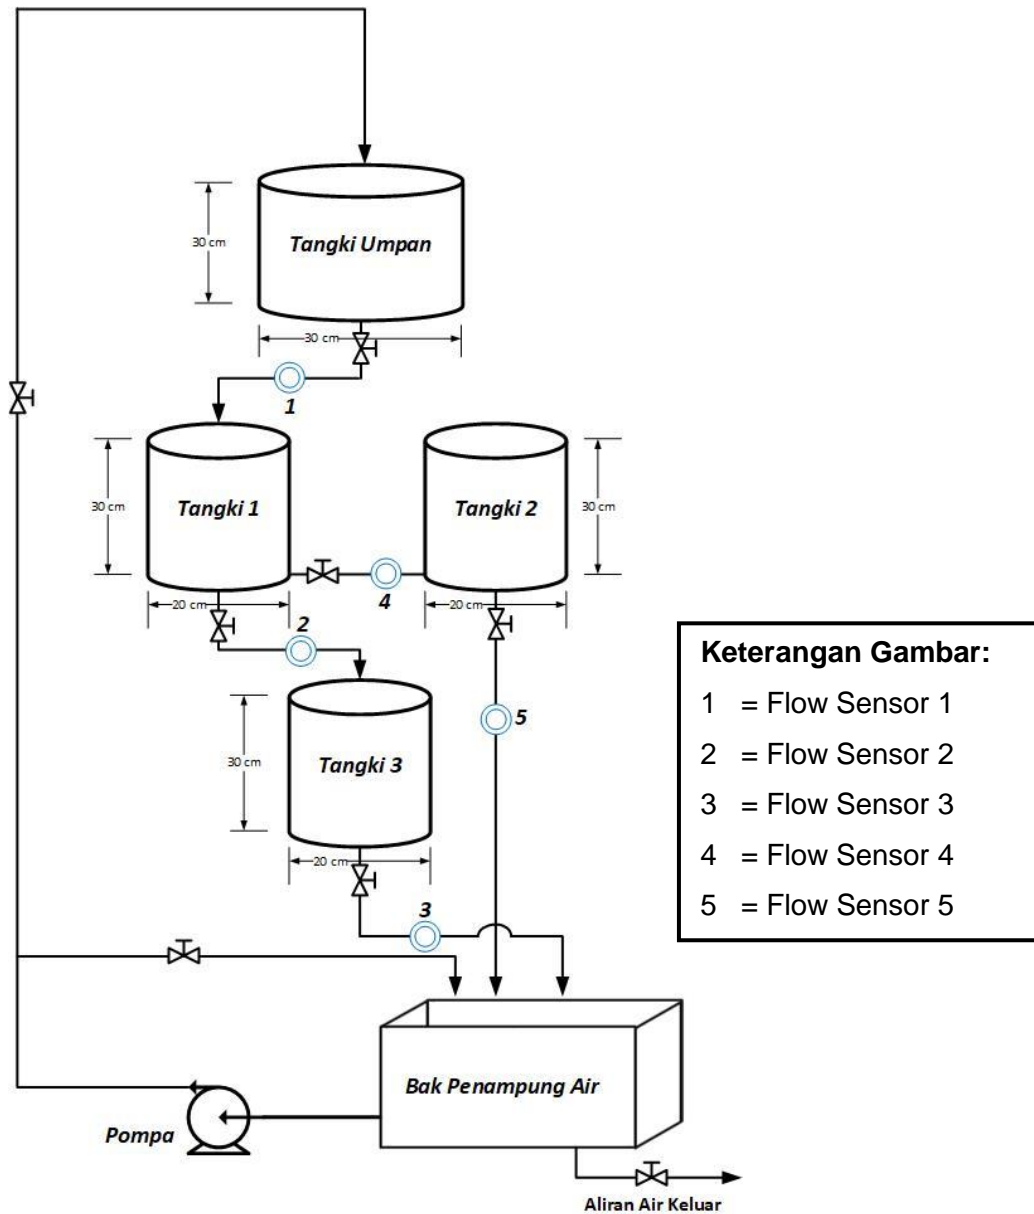 30 cm
Tangki Umpan
30 cm
1
30 cm
Tangki 1
Tangki 2
30 cm
4
20 cm
20 cm
2
Keterangan Gambar:
1 = Flow Sensor 1
2 = Flow Sensor 2
3 = Flow Sensor 3
4 = Flow Sensor 4
5 = Flow Sensor 5
5
30 cm
Tangki 3
20 cm
3
Bak Penampung Air
Pompa
Aliran Air Keluar